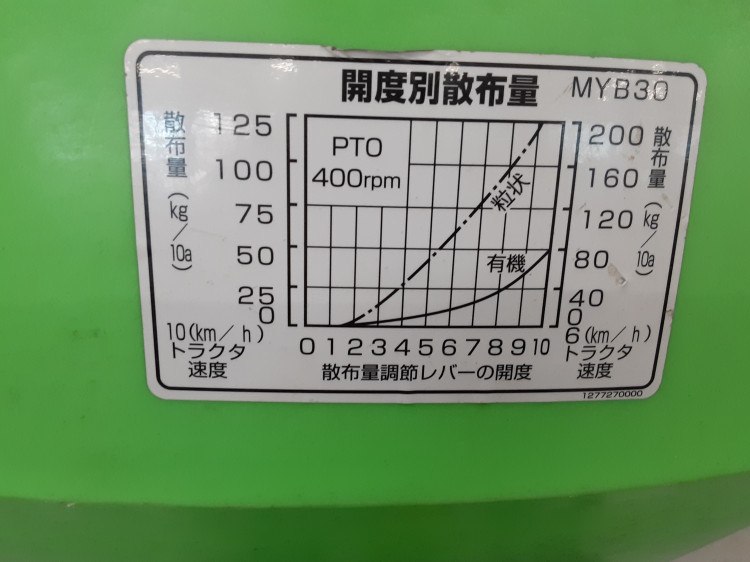 開度別散布量 MYB30
散布量(kg/10a)
125
100
75
50
25
0
10(km/h)
トラクタ
速度
PTO
400rpm
粒状
有機
200
160
120
80
40
0
散布量(kg/10a)
6(km/h)
トラクタ
速度
0 1 2 3 4 5 6 7 8 9 10
散布量調節レバーの開度
1277270000